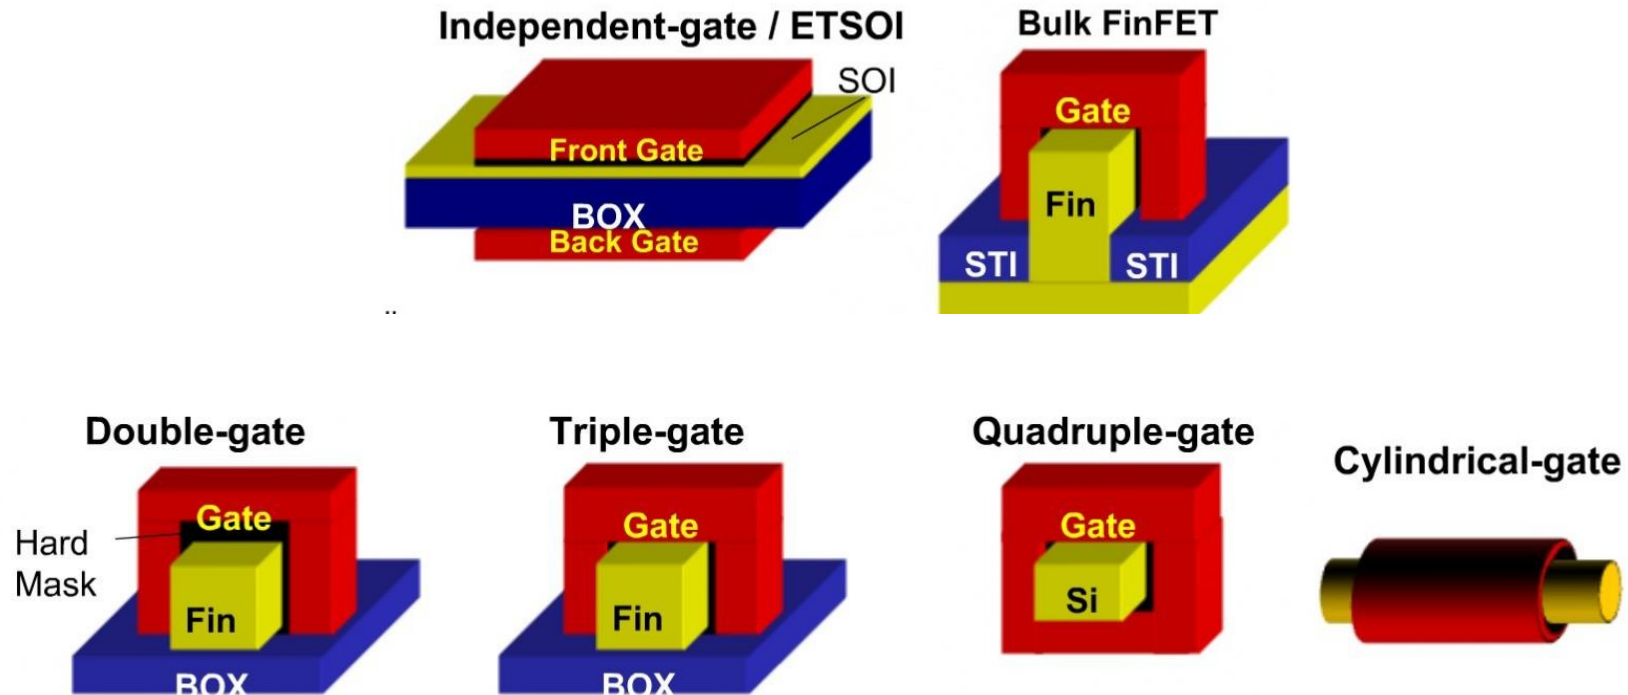 Independent-gate / ETSOI
Bulk FinFET
SOI
Front Gate
BOX
Back Gate
Gate
Fin
STI
STI
Double-gate
Triple-gate
Quadruple-gate
Cylindrical-gate
Gate
Hard
Mask
Fin
BOX
Gate
Fin
BOX
Gate
Si